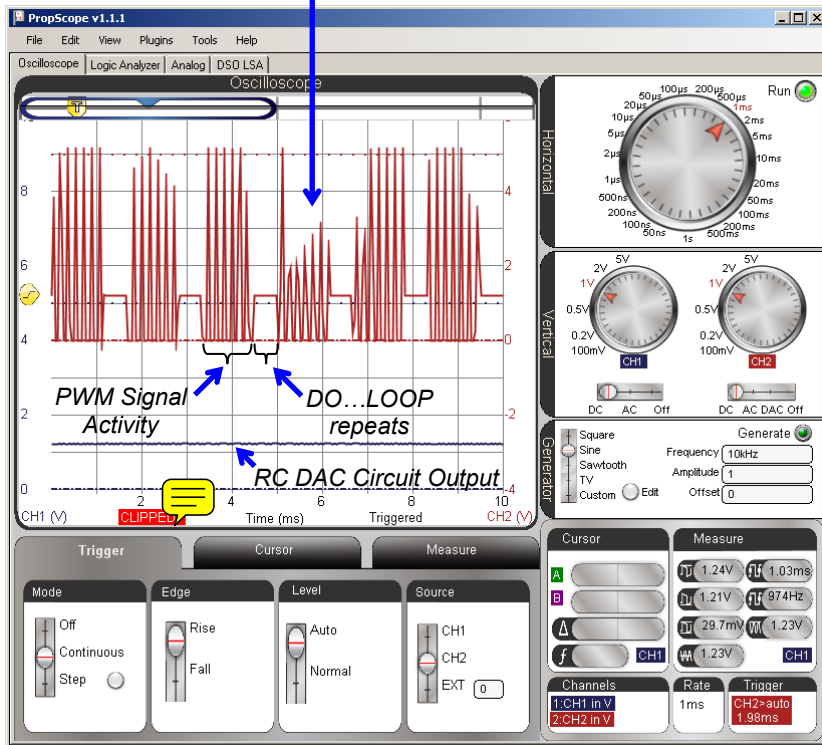 PropScope v1.1.1
File Edit View Plugins Tools Help
Oscilloscope Logic Analyzer Analog DSO LSA
Oscilloscope
T
10
8
6
4
2
0
4
2
0
-2
-4
PWM Signal
Activity
DO…LOOP
repeats
RC DAC Circuit Output
2 4 6 8 10
CH1 (V) CLIPPED Time (ms) Triggered CH2 (V)
Horizontal
Run
50ns
100ns
200ns
500ns
1µs
2µs
5µs
10µs
20µs
50µs
100µs
200µs
500µs
1ms
2ms
5ms
10ms
20ms
50ms
100ms
200ms
500ms
1s
Vertical
5V
2V
1V
0.5V
0.2V
100mV
CH1
DC AC Off
5V
2V
1V
0.5V
0.2V
100mV
CH2
DC AC DAC Off
Generator
Square
Sine
Sawtooth
TV
Custom Edit
Generate
Frequency 10kHz
Amplitude 1
Offset 0
Trigger Cursor Measure
Mode
Off
Continuous
Step
Edge
Rise
Fall
Level
Auto
Normal
Source
CH1
CH2
EXT 0
Cursor
A
B
Δ
f CH1
Measure
1.24V 1.03ms
1.21V 974Hz
29.7mV 1.23V
1.23V CH1
Channels
1:CH1 in V
2:CH2 in V
Rate
1ms
Trigger
CH2>auto
1.98ms